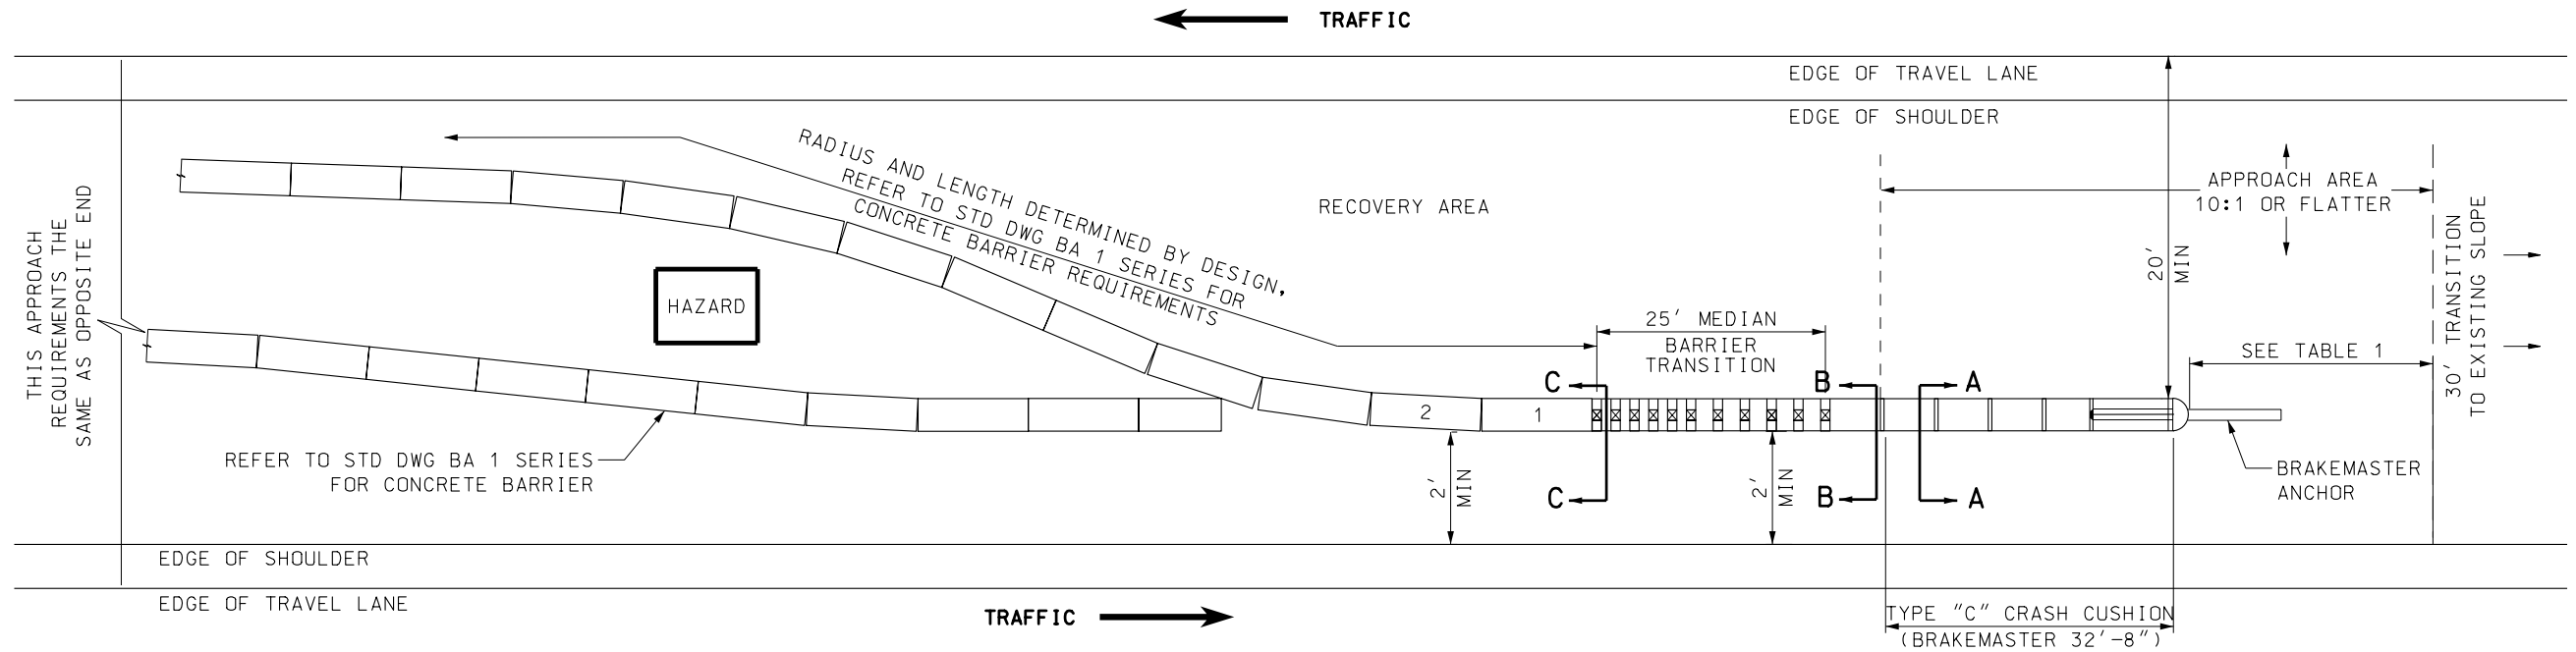 TRAFFIC
EDGE OF TRAVEL LANE
EDGE OF SHOULDER
RADIUS AND LENGTH DETERMINED BY DESIGN,
REFER TO STD DWG BA 1 SERIES FOR
CONCRETE BARRIER REQUIREMENTS
RECOVERY AREA
APPROACH AREA
10:1 OR FLATTER
20'
MIN
30' TRANSITION
TO EXISTING SLOPE
THIS APPROACH
REQUIREMENTS THE
SAME AS OPPOSITE END
HAZARD
25' MEDIAN
BARRIER
TRANSITION
SEE TABLE 1
C
B
A
2
1
REFER TO STD DWG BA 1 SERIES
FOR CONCRETE BARRIER
2'
MIN
2'
MIN
C
B
A
BRAKEMASTER
ANCHOR
EDGE OF SHOULDER
EDGE OF TRAVEL LANE
TRAFFIC
TYPE "C" CRASH CUSHION
(BRAKEMASTER 32'-8")